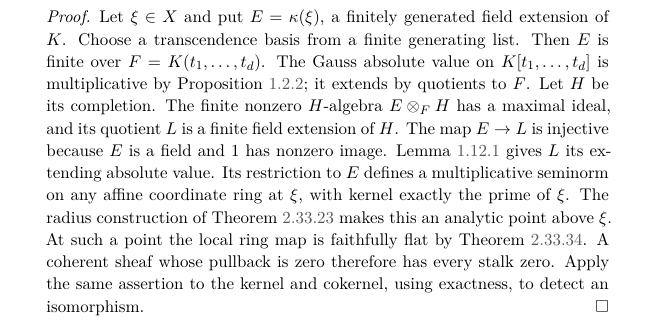 Proof. Let ξ ∈ X and put E = κ(ξ), a finitely generated field extension of
K. Choose a transcendence basis from a finite generating list. Then E is
finite over F = K(t₁, . . . , t_d). The Gauss absolute value on K[t₁, . . . , t_d] is
multiplicative by Proposition 1.2.2; it extends by quotients to F. Let H be
its completion. The finite nonzero H-algebra E ⊗_F H has a maximal ideal,
and its quotient L is a finite field extension of H. The map E → L is injective
because E is a field and 1 has nonzero image. Lemma 1.12.1 gives L its ex-
tending absolute value. Its restriction to E defines a multiplicative seminorm
on any affine coordinate ring at ξ, with kernel exactly the prime of ξ. The
radius construction of Theorem 2.33.23 makes this an analytic point above ξ.
At such a point the local ring map is faithfully flat by Theorem 2.33.34. A
coherent sheaf whose pullback is zero therefore has every stalk zero. Apply
the same assertion to the kernel and cokernel, using exactness, to detect an
isomorphism. □